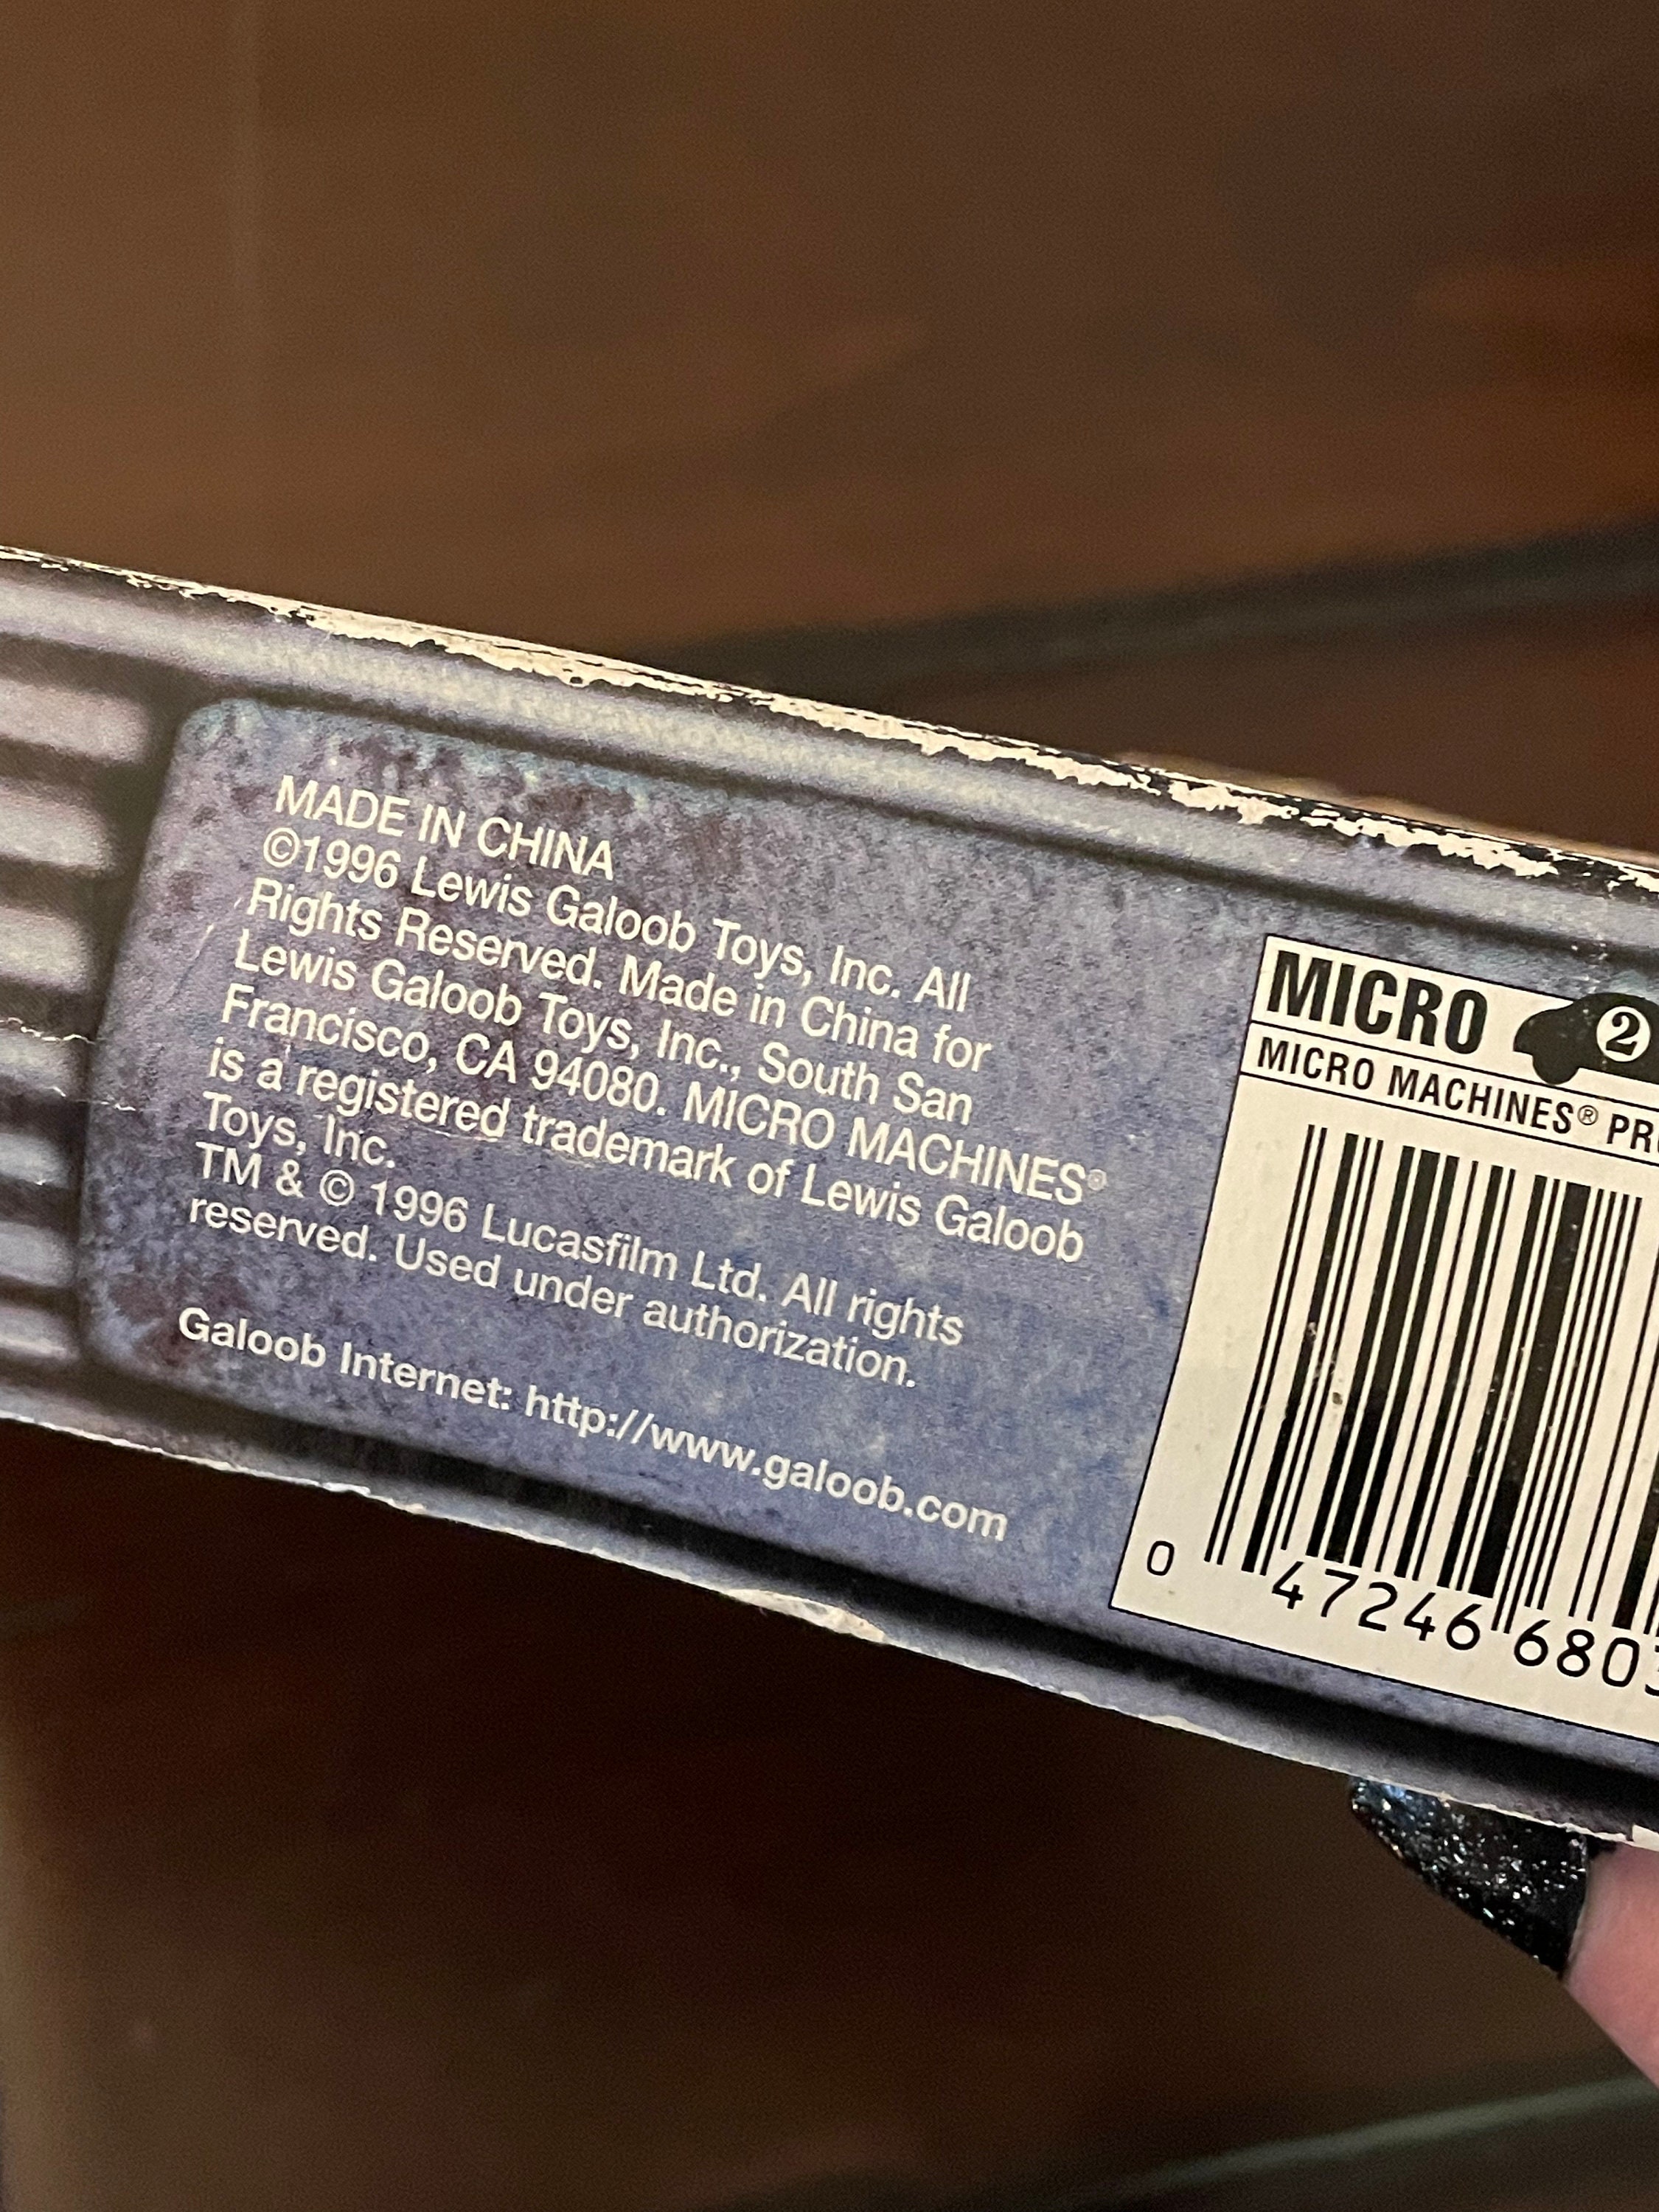 MADE IN CHINA
©1996 Lewis Galoob Toys, Inc. All
Rights Reserved. Made in China for
Lewis Galoob Toys, Inc., South San
Francisco, CA 94080. MICRO MACHINES®
is a registered trademark of Lewis Galoob
Toys, Inc.
TM & © 1996 Lucasfilm Ltd. All rights
reserved. Used under authorization.
Galoob Internet: http://www.galoob.com
MICRO 2
MICRO MACHINES®
0 47246 680